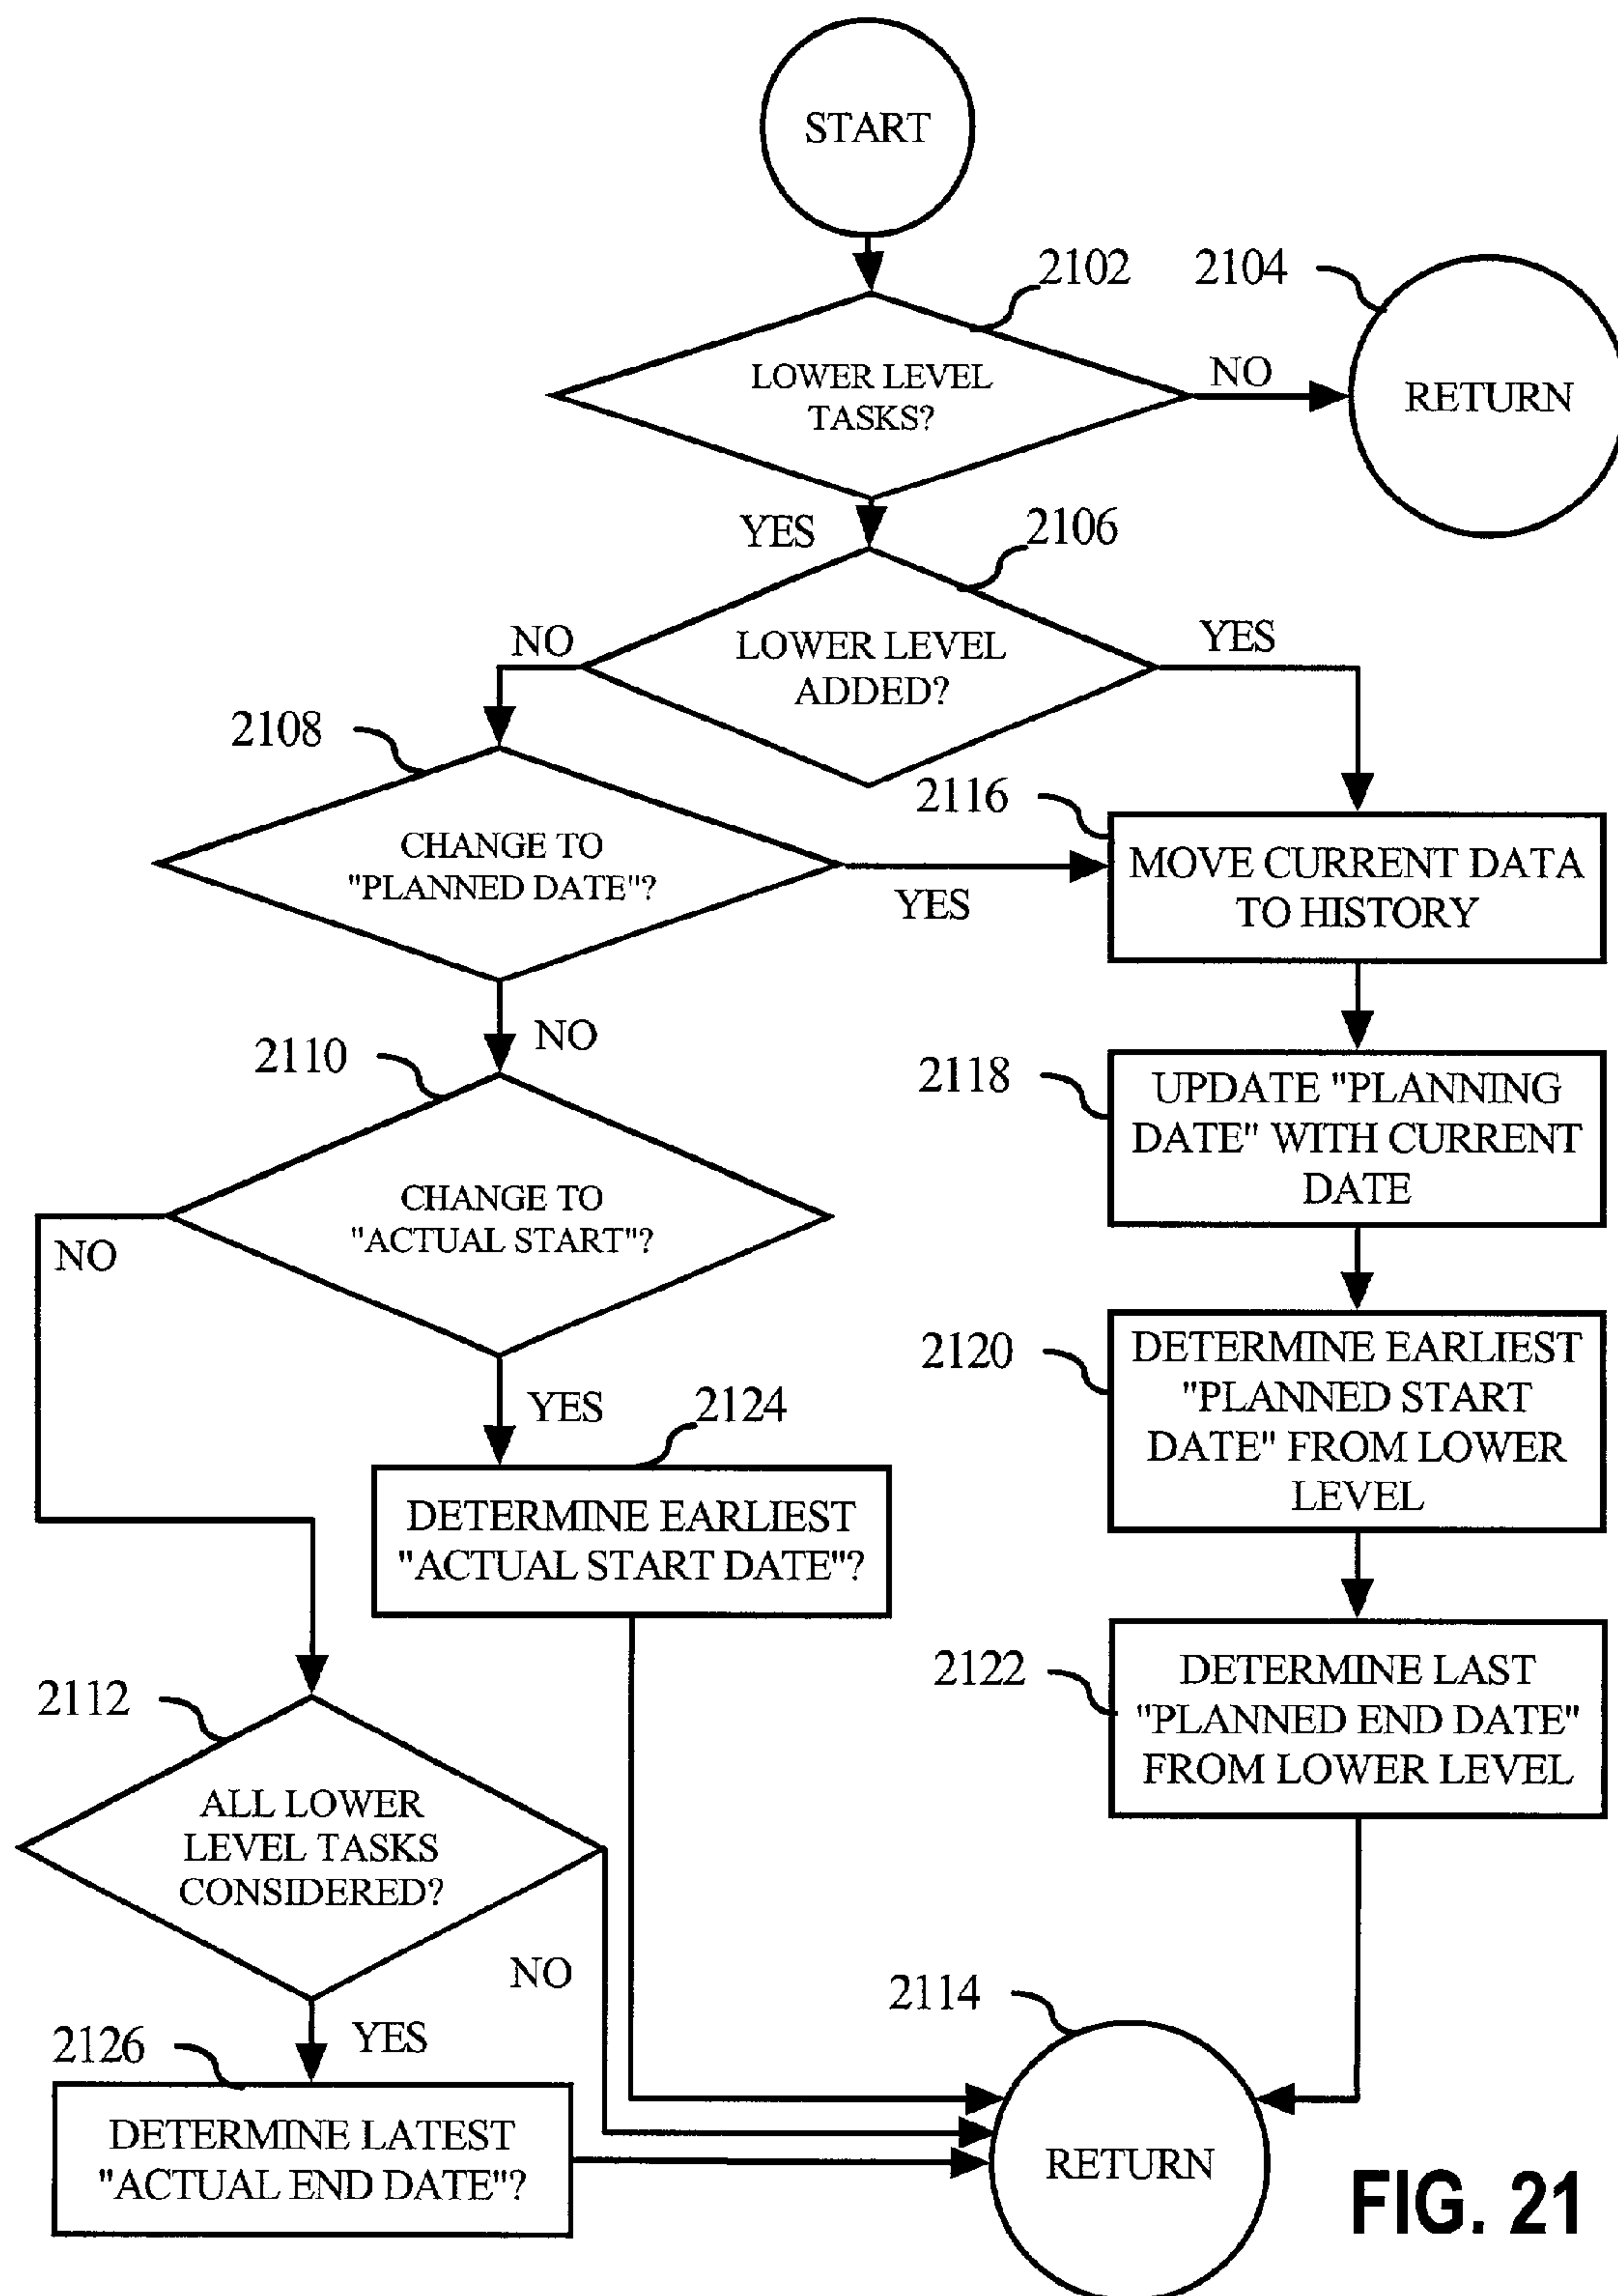 START
2102
2104
LOWER LEVEL
TASKS?
NO
RETURN
YES
2106
NO
LOWER LEVEL
ADDED?
YES
2108
CHANGE TO
"PLANNED DATE"?
YES
2116
MOVE CURRENT DATA
TO HISTORY
NO
2110
2118
UPDATE "PLANNING
DATE" WITH CURRENT
DATE
CHANGE TO
"ACTUAL START"?
NO
YES
2124
2120
DETERMINE EARLIEST
"PLANNED START
DATE" FROM LOWER
LEVEL
DETERMINE EARLIEST
"ACTUAL START DATE"?
2112
2122
DETERMINE LAST
"PLANNED END DATE"
FROM LOWER LEVEL
ALL LOWER
LEVEL TASKS
CONSIDERED?
NO
YES
2114
2126
DETERMINE LATEST
"ACTUAL END DATE"?
RETURN
FIG. 21